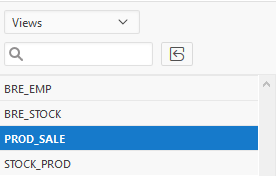 Views
BRE_EMP
BRE_STOCK
PROD_SALE
STOCK_PROD